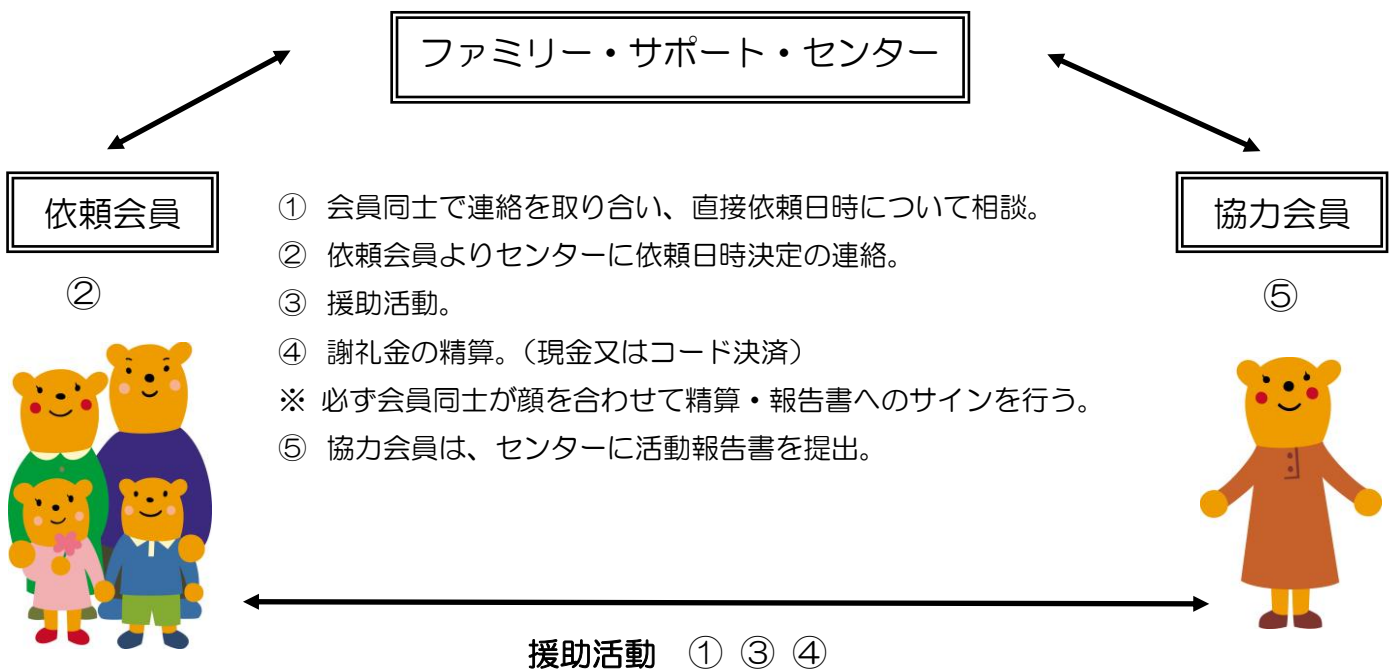 ファミリー・サポート・センター
依頼会員
協力会員
① 会員同士で連絡を取り合い、直接依頼日時について相談。
② 依頼会員よりセンターに依頼日時決定の連絡。
③ 援助活動。
④ 謝礼金の精算。（現金又はコード決済）
※ 必ず会員同士が顔を合わせて精算・報告書へのサインを行う。
⑤ 協力会員は、センターに活動報告書を提出。
②
⑤
援助活動 ① ③ ④